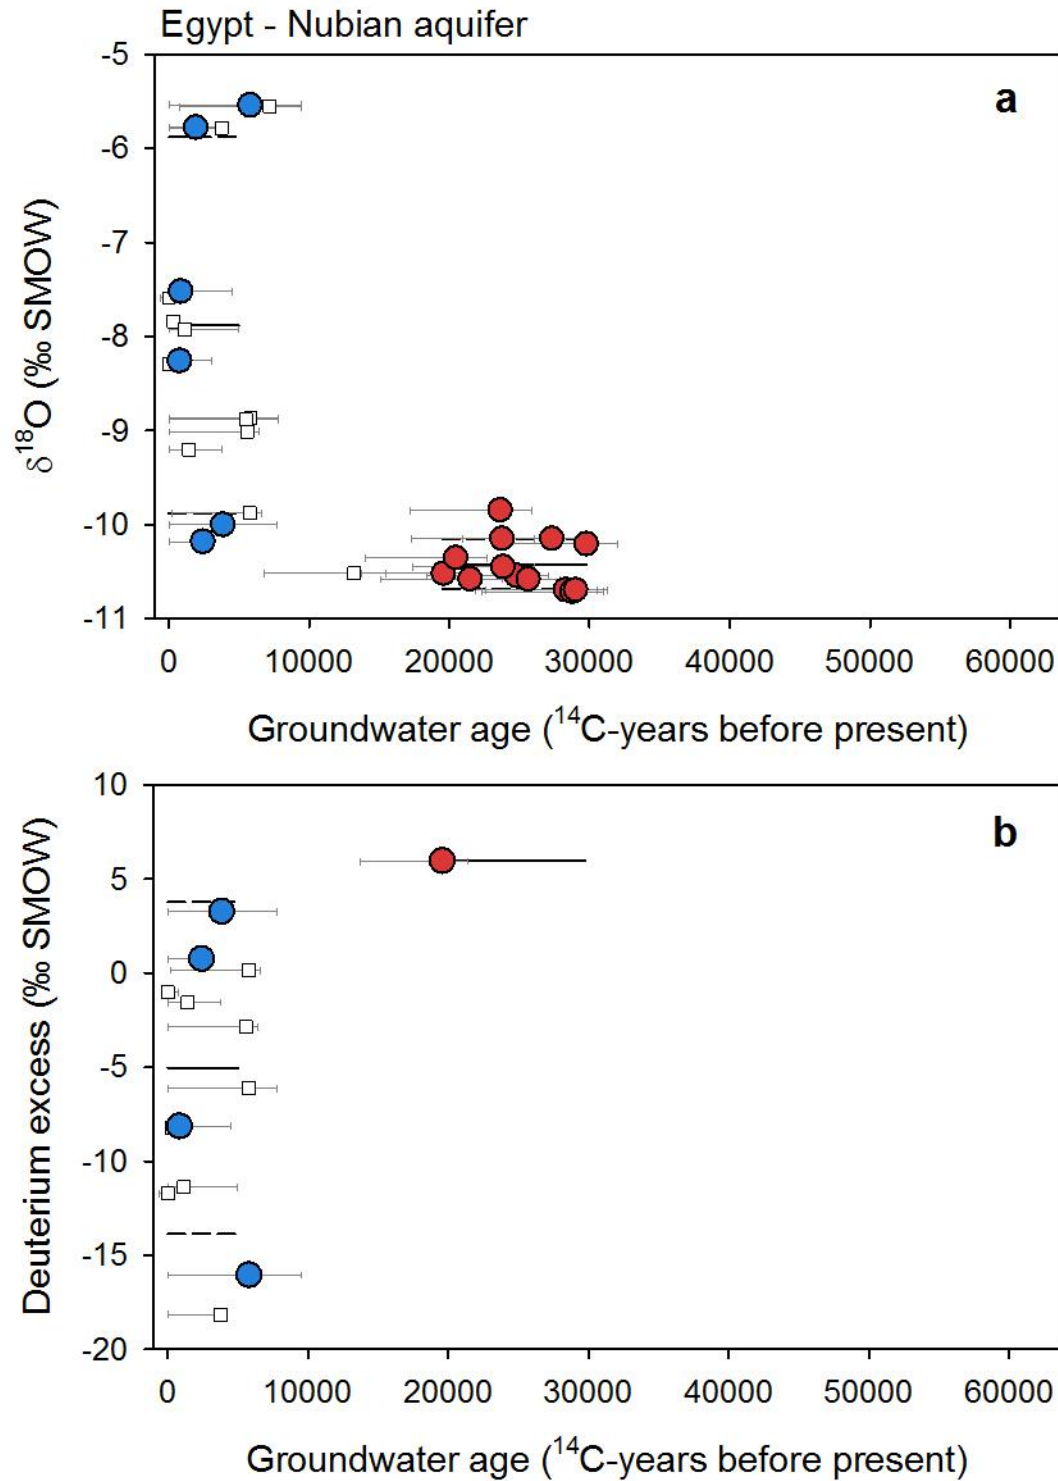 Egypt - Nubian aquifer
a
-5
-6
-7
-8
-9
-10
-11
δ¹⁸O (‰ SMOW)
0 10000 20000 30000 40000 50000 60000
Groundwater age (¹⁴C-years before present)
b
10
5
0
-5
-10
-15
-20
Deuterium excess (‰ SMOW)
0 10000 20000 30000 40000 50000 60000
Groundwater age (¹⁴C-years before present)